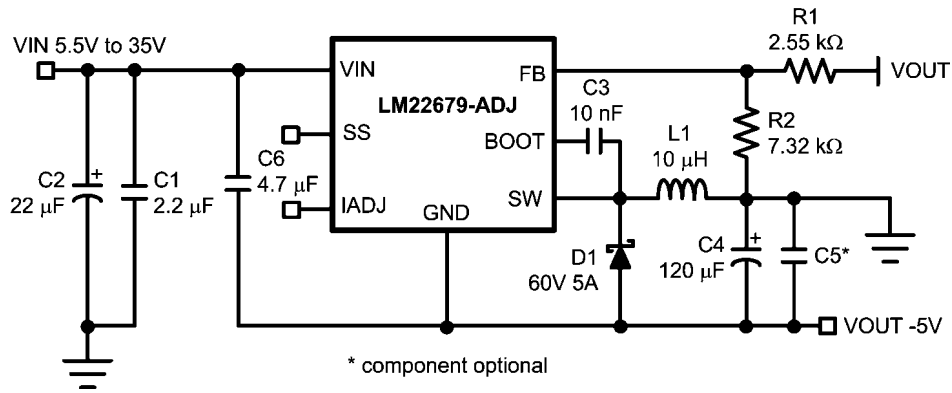 VIN 5.5V to 35V
R1
2.55 kΩ
VOUT
VIN
FB
LM22679-ADJ
C3
10 nF
R2
7.32 kΩ
SS
BOOT
L1
10 μH
C2
22 μF
+
C1
2.2 μF
C6
4.7 μF
IADJ
GND
SW
D1
60V 5A
C4
120 μF
+
C5*
VOUT -5V
* component optional